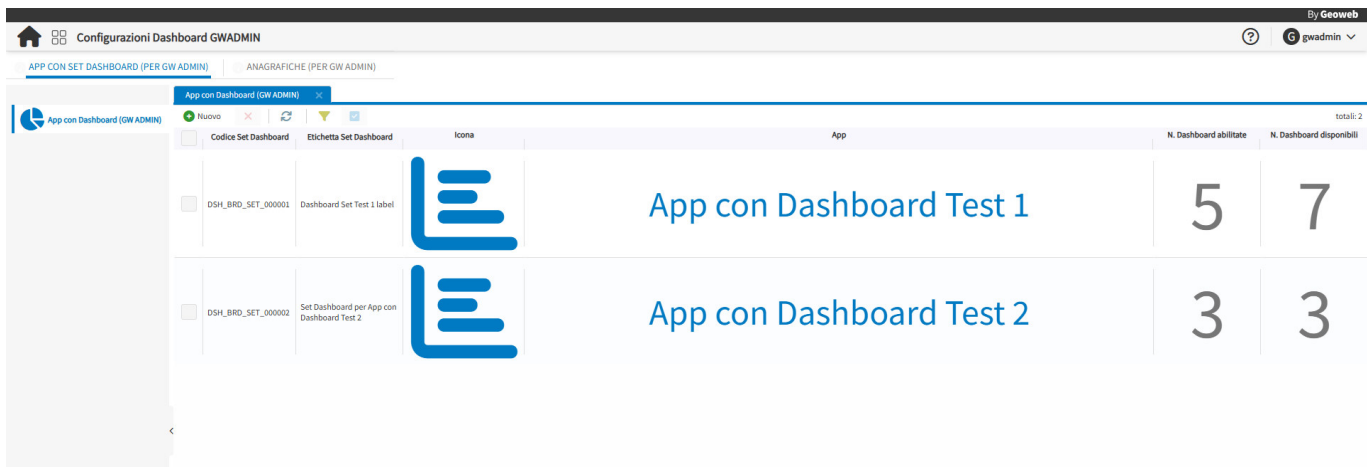 By Geoweb
Configurazioni Dashboard GWADMIN
G gwadmin
APP CON SET DASHBOARD (PER GW ADMIN)
ANAGRAFICHE (PER GW ADMIN)
App con Dashboard (GW ADMIN)
App con Dashboard (GW ADMIN)
Nuovo
totali: 2
Codice Set Dashboard Etichetta Set Dashboard Icona App N. Dashboard abilitate N. Dashboard disponibili
DSH_BRD_SET_000001 Dashboard Set Test 1 label App con Dashboard Test 1 5 7
DSH_BRD_SET_000002 Set Dashboard per App con
Dashboard Test 2
App con Dashboard Test 2 3 3